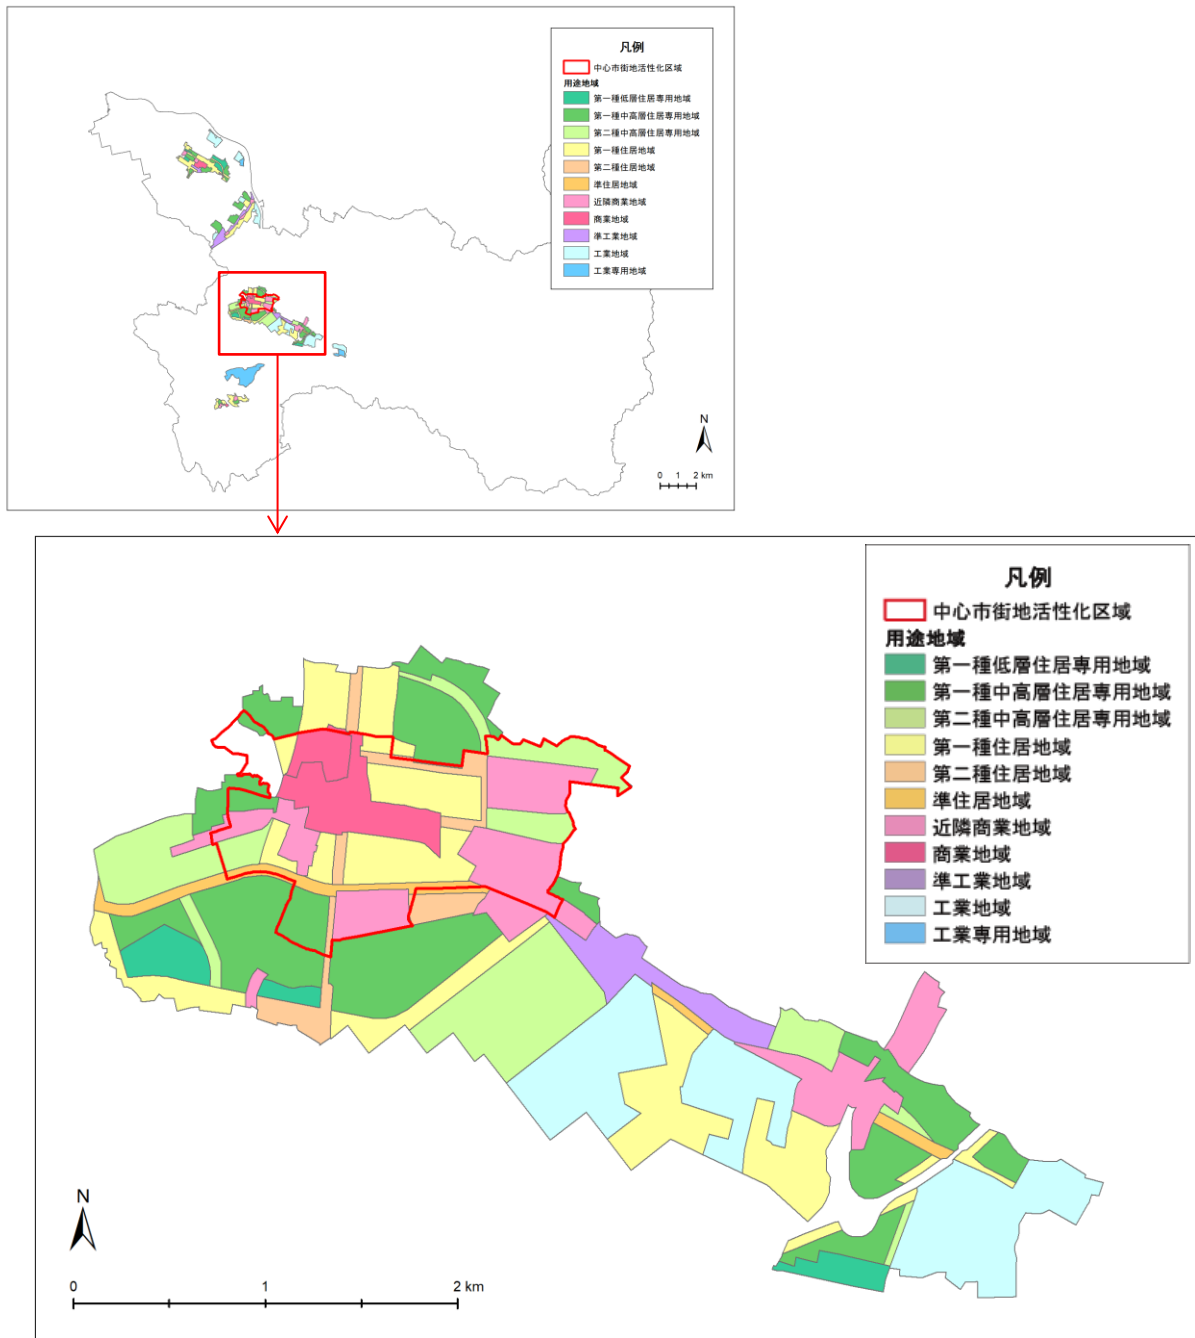 凡例
中心市街地活性化区域
用途地域
第一種低層住居専用地域
第一種中高層住居専用地域
第二種中高層住居専用地域
第一種住居地域
第二種住居地域
準住居地域
近隣商業地域
商業地域
準工業地域
工業地域
工業専用地域
N
0 1 2 km
凡例
中心市街地活性化区域
用途地域
第一種低層住居専用地域
第一種中高層住居専用地域
第二種中高層住居専用地域
第一種住居地域
第二種住居地域
準住居地域
近隣商業地域
商業地域
準工業地域
工業地域
工業専用地域
N
0 1 2 km